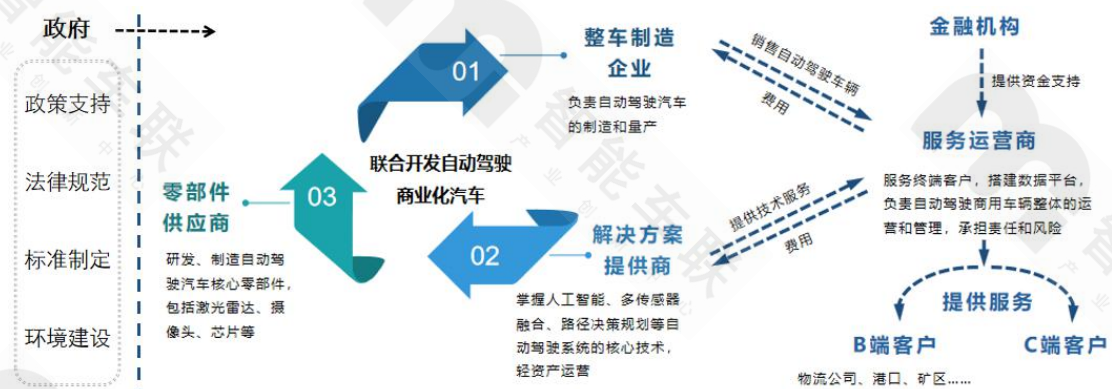 政府
政策支持
法律规范
标准制定
环境建设
零部件
供应商
研发、制造自动驾
驶汽车核心零部件，
包括激光雷达、摄
像头、芯片等
03
01
02
联合开发自动驾驶
商业化汽车
整车制造
企业
负责自动驾驶汽车
的制造和量产
解决方案
提供商
掌握人工智能、多传感器
融合、路径决策规划等自
动驾驶系统的核心技术，
轻资产运营
销售自动驾驶车辆
费用
提供技术服务
费用
金融机构
提供资金支持
服务运营商
服务终端客户，搭建数据平台，
负责自动驾驶商用车辆整体的运
营和管理，承担责任和风险
提供服务
B端客户
C端客户
物流公司、港口、矿区......
智能车联
产业创新中心